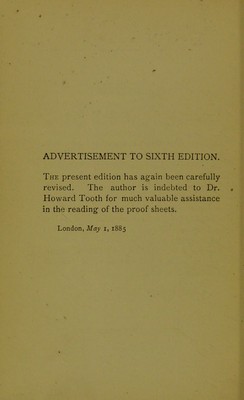 ADVERTISEMENT TO SIXTH EDITION.
The present edition has again been carefully
revised. The author is indebted to Dr.
Howard Tooth for much valuable assistance
in the reading of the proof sheets.
London, May 1, 1885